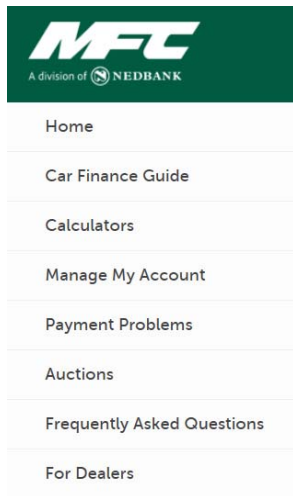 MFC
A division of NEDBANK
Home
Car Finance Guide
Calculators
Manage My Account
Payment Problems
Auctions
Frequently Asked Questions
For Dealers